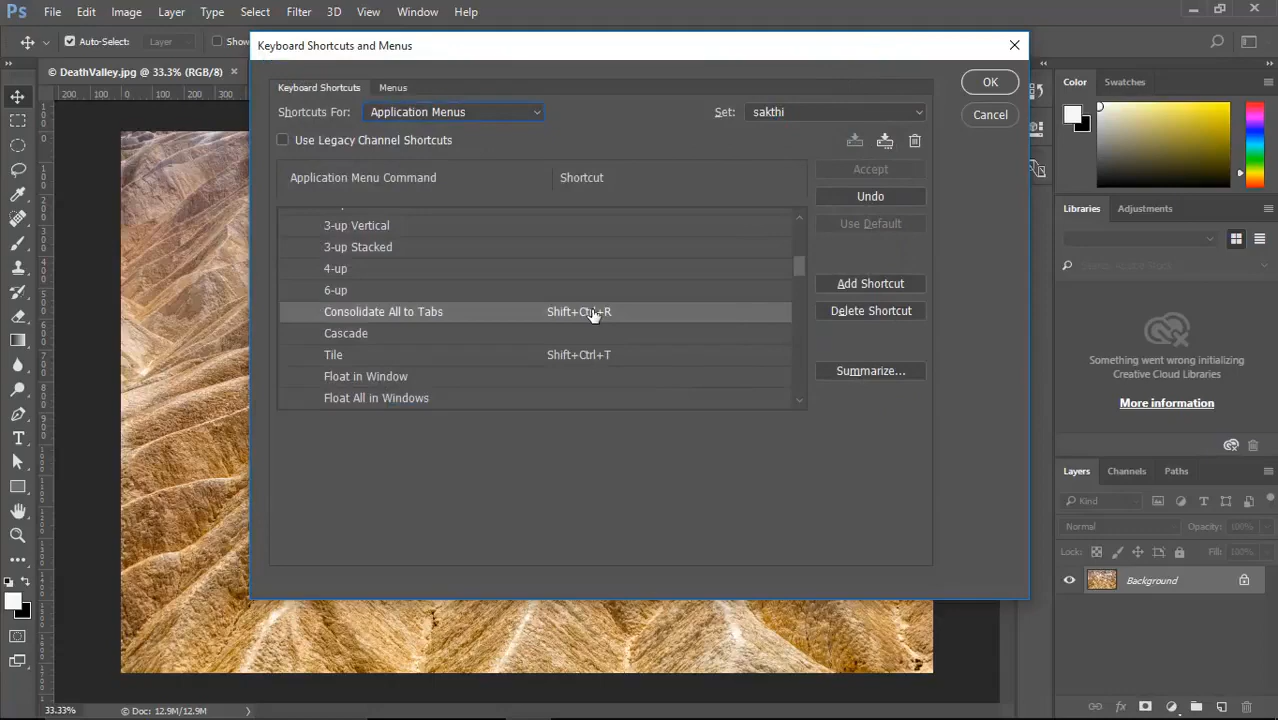 Ps File Edit Image Layer Type Select Filter 3D View Window Help
Auto-Select: Layer Show
Keyboard Shortcuts and Menus
© DeathValley.jpg @ 33.3% (RGB/8)
200 100 0 100 200 300
Keyboard Shortcuts Menus
Shortcuts For: Application Menus Set: sakthi
Use Legacy Channel Shortcuts
Application Menu Command Shortcut
3-up Vertical
3-up Stacked
4-up
6-up
Consolidate All to Tabs Shift+Ctrl+R
Cascade
Tile Shift+Ctrl+T
Float in Window
Float All in Windows
OK
Cancel
Accept
Undo
Use Default
Add Shortcut
Delete Shortcut
Summarize...
Color Swatches
Libraries Adjustments
Something went wrong initializing
Creative Cloud Libraries
More information
Layers Channels Paths
Kind
Normal Opacity: 100%
Lock: Fill: 100%
Background
33.33% Doc: 12.9M/12.9M